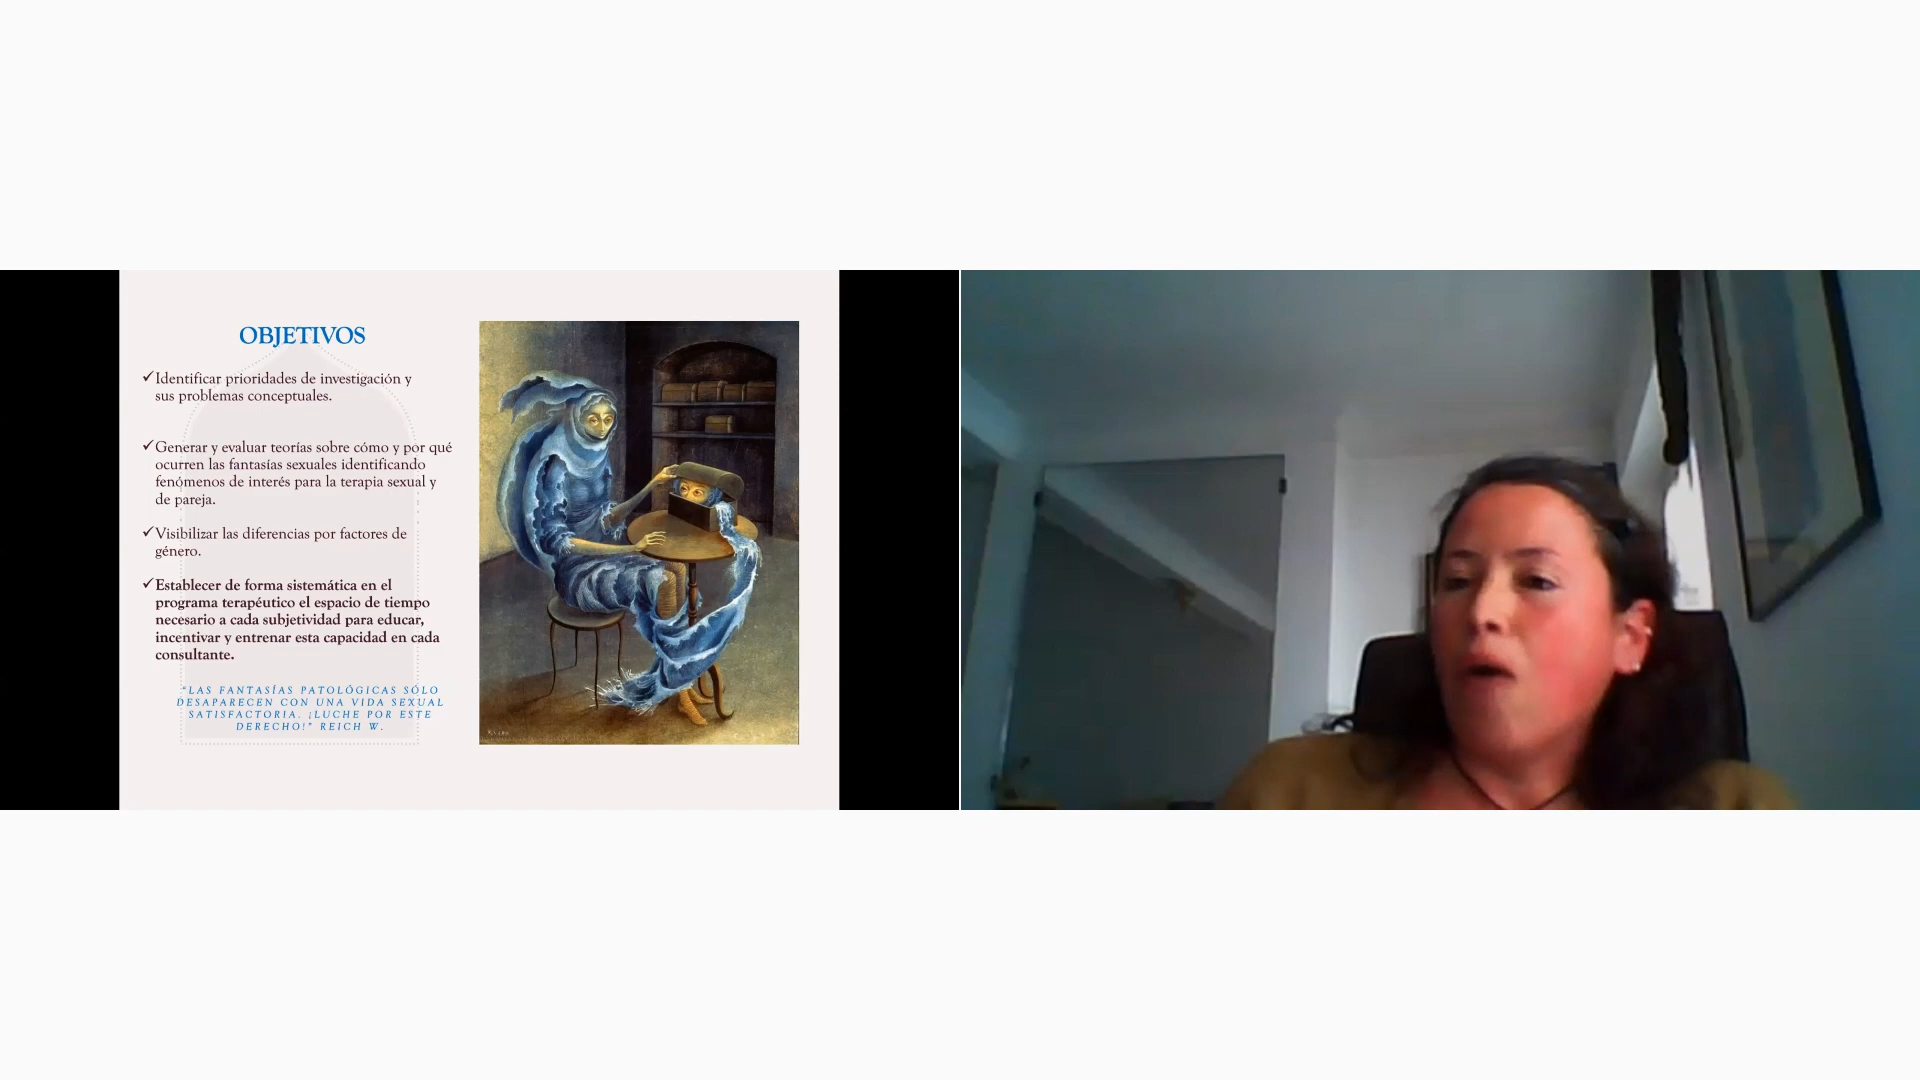 OBJETIVOS
✓Identificar prioridades de investigación y
sus problemas conceptuales.
✓Generar y evaluar teorías sobre cómo y por qué
ocurren las fantasías sexuales identificando
fenómenos de interés para la terapia sexual y
de pareja.
✓Visibilizar las diferencias por factores de
género.
✓Establecer de forma sistemática en el
programa terapéutico el espacio de tiempo
necesario a cada subjetividad para educar,
incentivar y entrenar esta capacidad en cada
consultante.
"LAS FANTASÍAS PATOLÓGICAS SÓLO
DESAPARECEN CON UNA VIDA SEXUAL
SATISFACTORIA. ¡LUCHE POR ESTE
DERECHO!" REICH W.